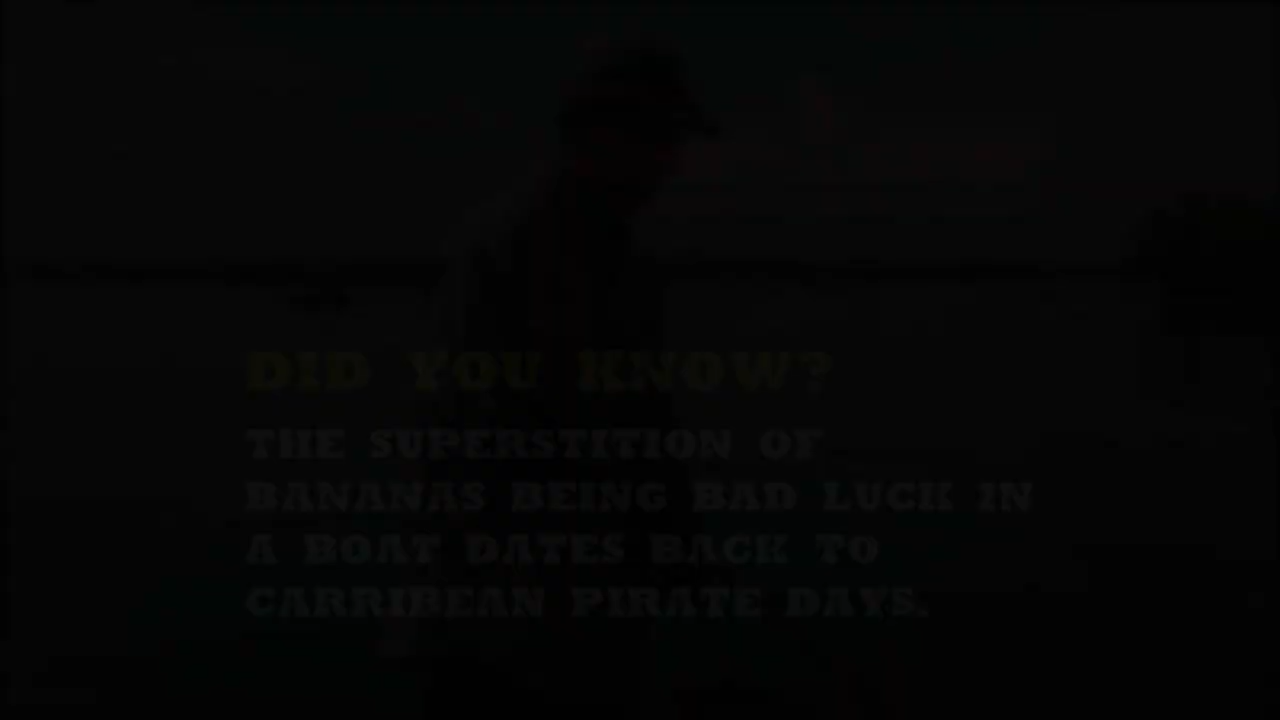 DID YOU KNOW?
THE SUPERSTITION OF
BANANAS BEING BAD LUCK IN
A BOAT DATES BACK TO
CARRIBEAN PIRATE DAYS.